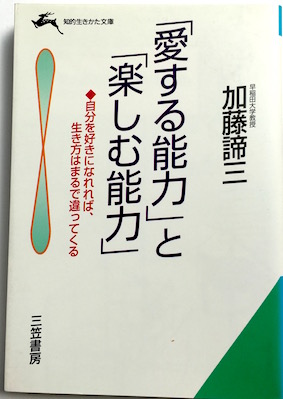 知的生きかた文庫
「愛する能力」と
「楽しむ能力」
早稲田大学教授
加藤諦三
◆自分を好きになれれば、
生き方はまるで違ってくる
三笠書房